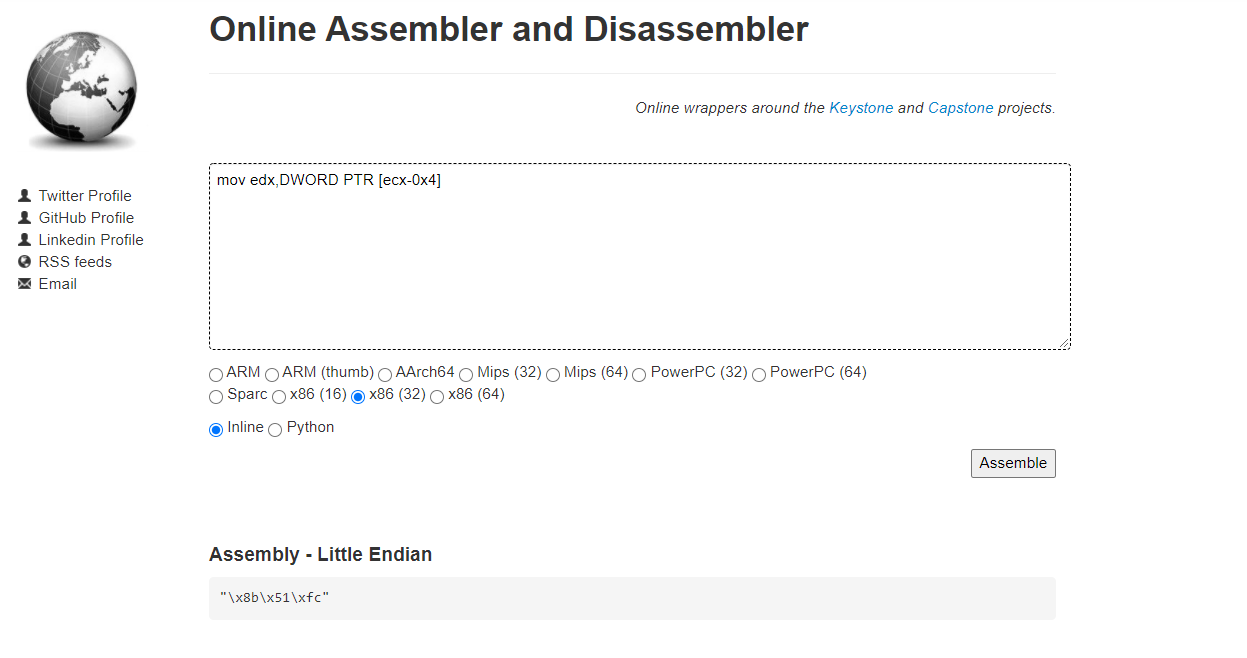 Online Assembler and Disassembler
Online wrappers around the Keystone and Capstone projects.
Twitter Profile
GitHub Profile
Linkedin Profile
RSS feeds
Email
mov edx,DWORD PTR [ecx-0x4]
ARM ARM (thumb) AArch64 Mips (32) Mips (64) PowerPC (32) PowerPC (64)
Sparc x86 (16) x86 (32) x86 (64)
Inline Python
Assemble
Assembly - Little Endian
"\x8b\x51\xfc"